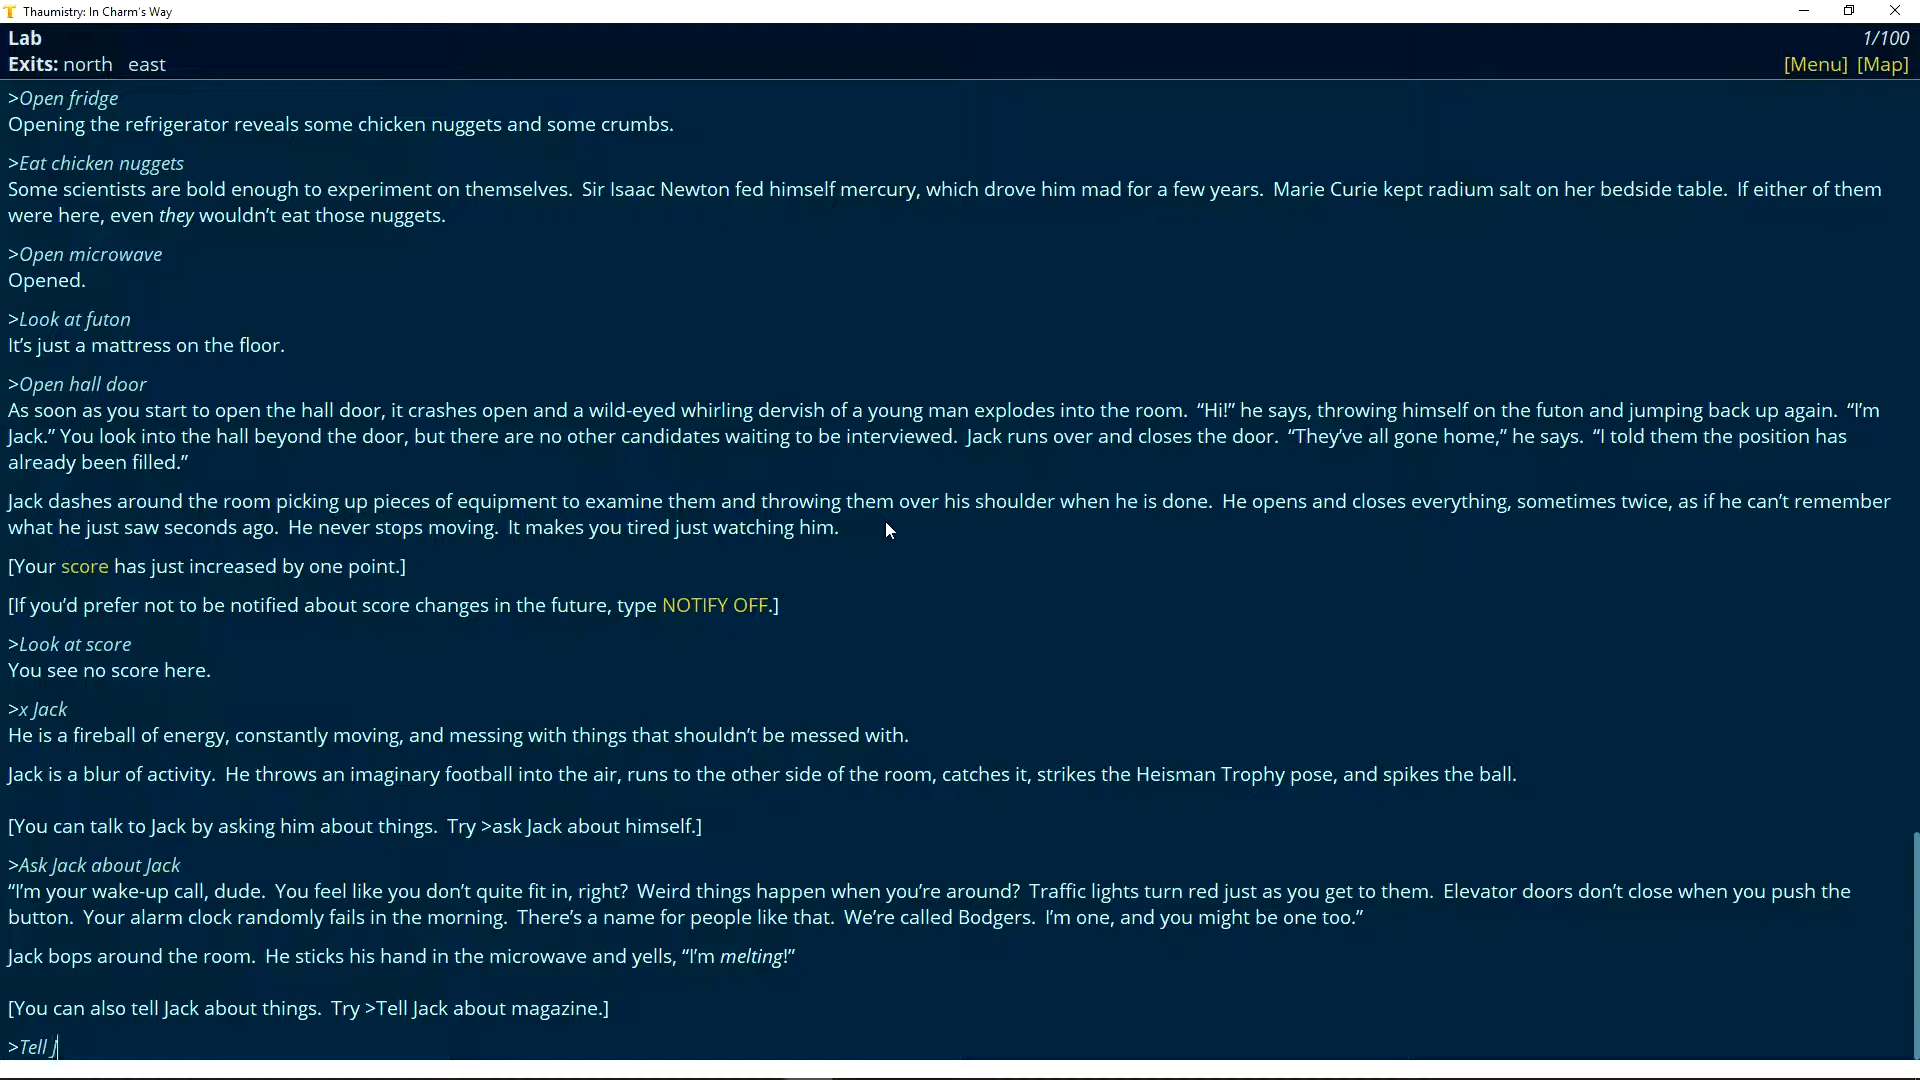 Thaumistry: In Charm's Way
Lab
1/100
Exits: north east
[Menu] [Map]
>Open fridge
Opening the refrigerator reveals some chicken nuggets and some crumbs.
>Eat chicken nuggets
Some scientists are bold enough to experiment on themselves. Sir Isaac Newton fed himself mercury, which drove him mad for a few years. Marie Curie kept radium salt on her bedside table. If either of them
were here, even they wouldn’t eat those nuggets.
>Open microwave
Opened.
>Look at futon
It’s just a mattress on the floor.
>Open hall door
As soon as you start to open the hall door, it crashes open and a wild-eyed whirling dervish of a young man explodes into the room. “Hi!” he says, throwing himself on the futon and jumping back up again. “I’m
Jack.” You look into the hall beyond the door, but there are no other candidates waiting to be interviewed. Jack runs over and closes the door. “They’ve all gone home,” he says. “I told them the position has
already been filled.”
Jack dashes around the room picking up pieces of equipment to examine them and throwing them over his shoulder when he is done. He opens and closes everything, sometimes twice, as if he can’t remember
what he just saw seconds ago. He never stops moving. It makes you tired just watching him.
[Your score has just increased by one point.]
[If you’d prefer not to be notified about score changes in the future, type NOTIFY OFF.]
>Look at score
You see no score here.
>x Jack
He is a fireball of energy, constantly moving, and messing with things that shouldn’t be messed with.
Jack is a blur of activity. He throws an imaginary football into the air, runs to the other side of the room, catches it, strikes the Heisman Trophy pose, and spikes the ball.
[You can talk to Jack by asking him about things. Try >ask Jack about himself.]
>Ask Jack about Jack
“I’m your wake-up call, dude. You feel like you don’t quite fit in, right? Weird things happen when you’re around? Traffic lights turn red just as you get to them. Elevator doors don’t close when you push the
button. Your alarm clock randomly fails in the morning. There’s a name for people like that. We’re called Bodgers. I’m one, and you might be one too.”
Jack bops around the room. He sticks his hand in the microwave and yells, “I’m melting!”
[You can also tell Jack about things. Try >Tell Jack about magazine.]
>Tell J